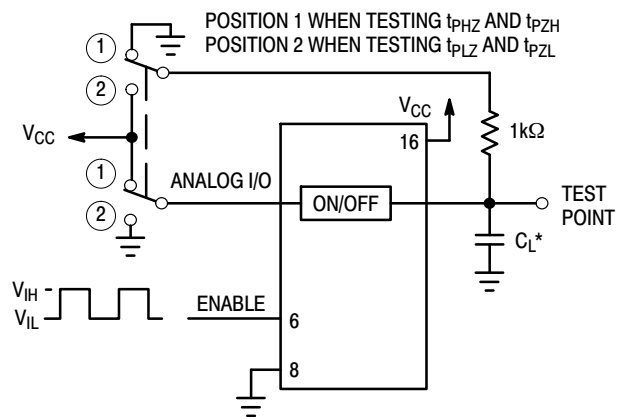 POSITION 1 WHEN TESTING tPHZ AND tPZH
POSITION 2 WHEN TESTING tPLZ AND tPZL
1
2
VCC
VCC
16
1kΩ
1
2
ANALOG I/O
ON/OFF
TEST
POINT
CL*
VIH
VIL
ENABLE
6
8